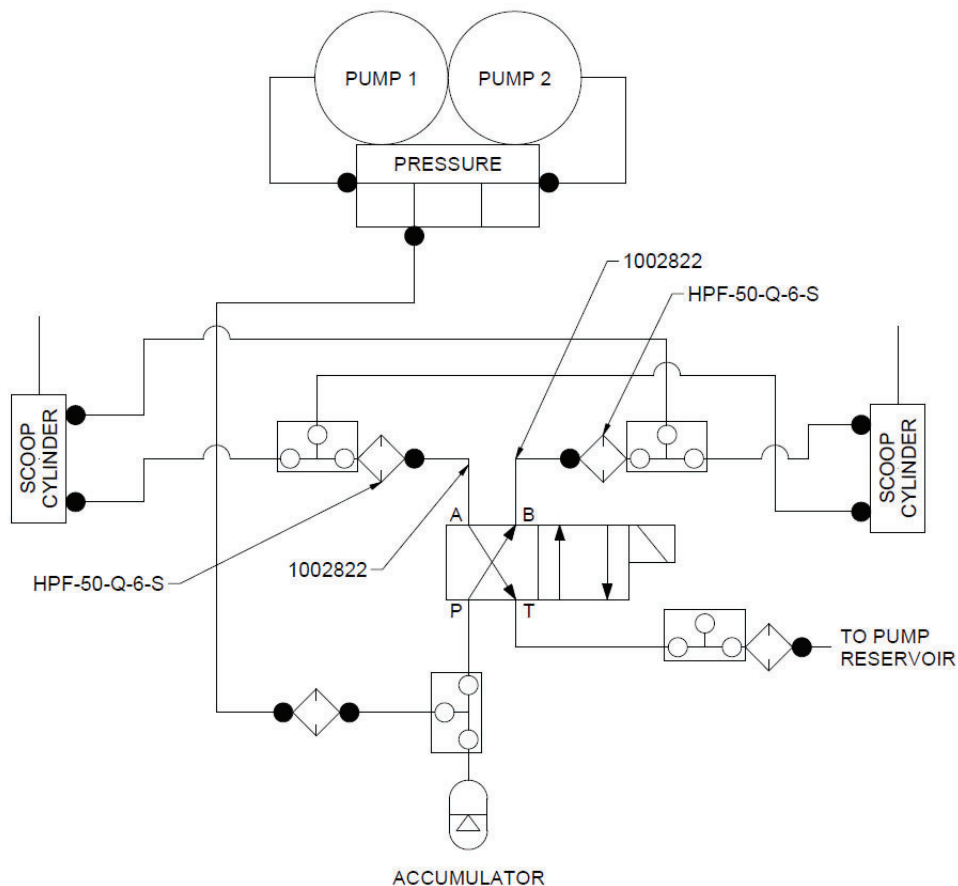 PUMP 1
PUMP 2
PRESSURE
1002822
HPF-50-Q-6-S
SCOOP
CYLINDER
SCOOP
CYLINDER
A
B
1002822
HPF-50-Q-6-S
P
T
TO PUMP
RESERVOIR
ACCUMULATOR